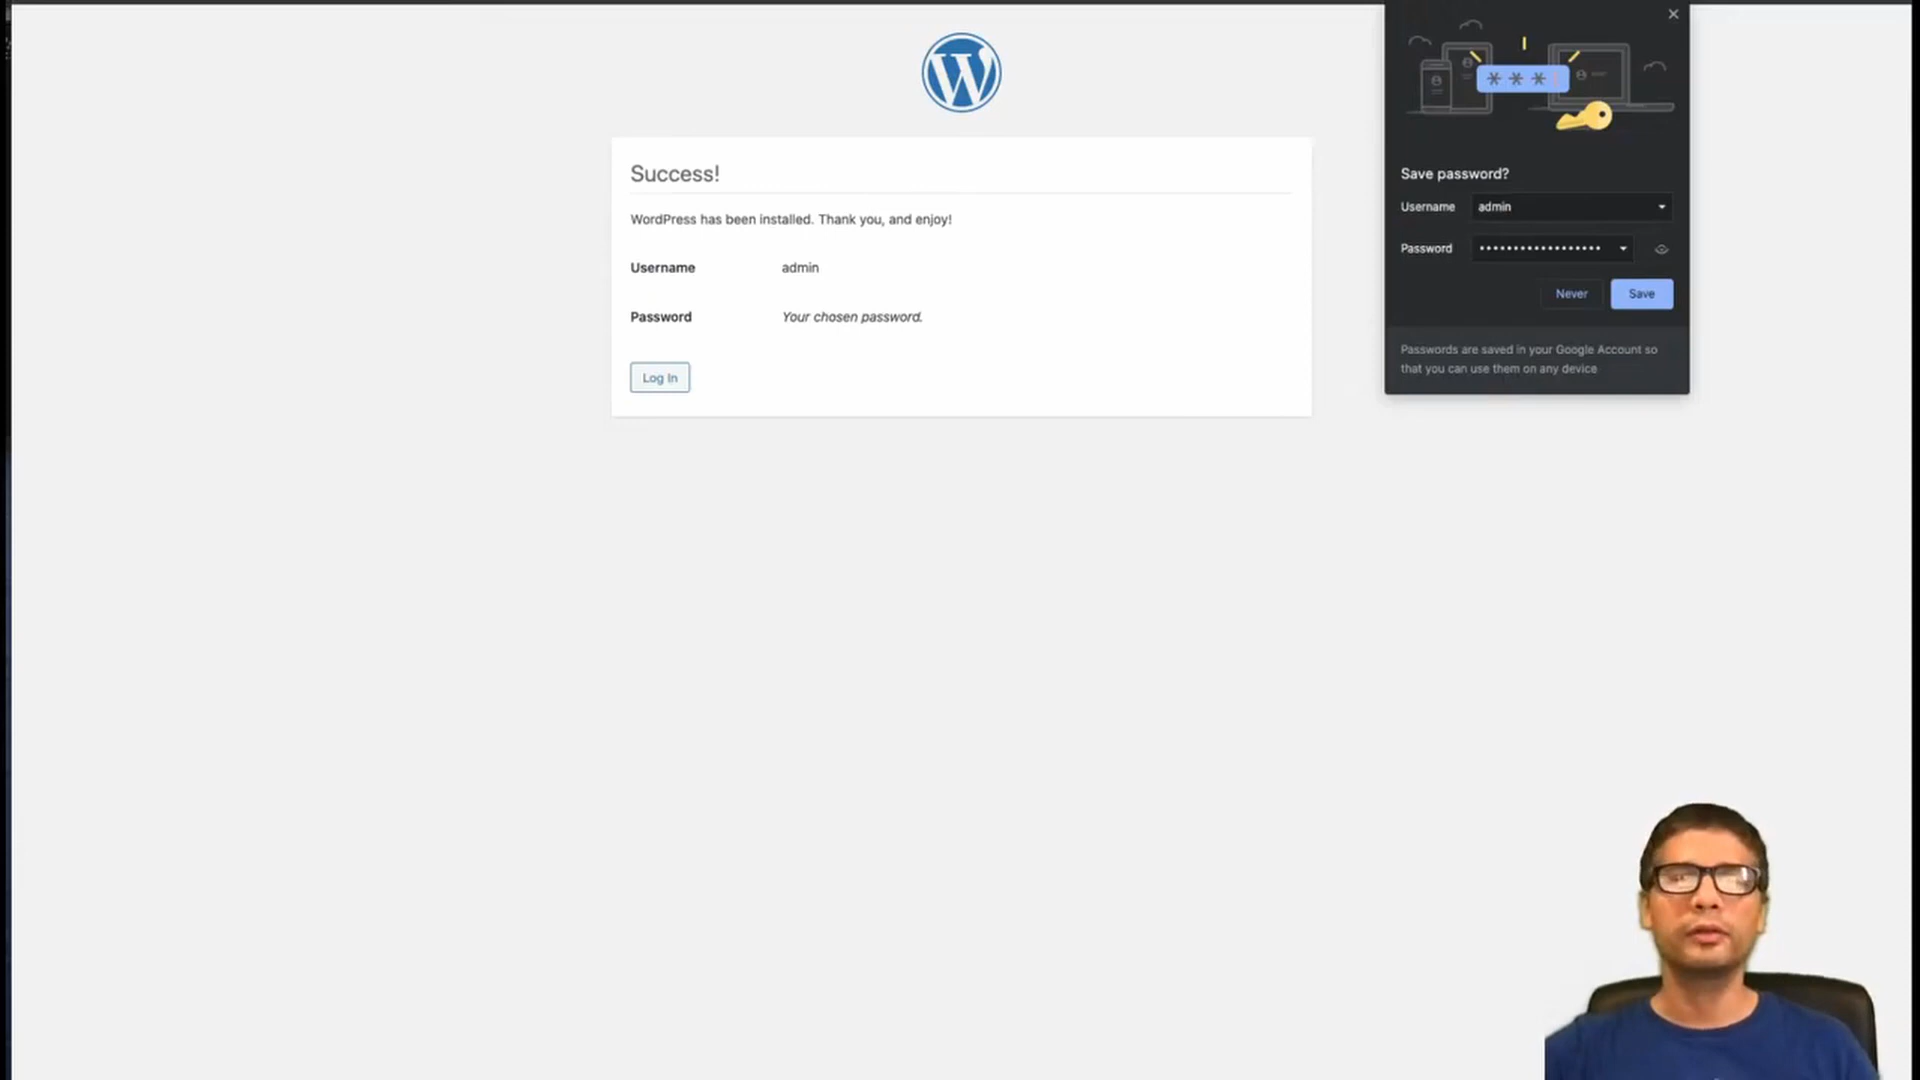 Success!
WordPress has been installed. Thank you, and enjoy!
Username admin
Password Your chosen password.
Log In
Save password?
Username admin
Password ••••••••••••••••••
Never Save
Passwords are saved in your Google Account so
that you can use them on any device